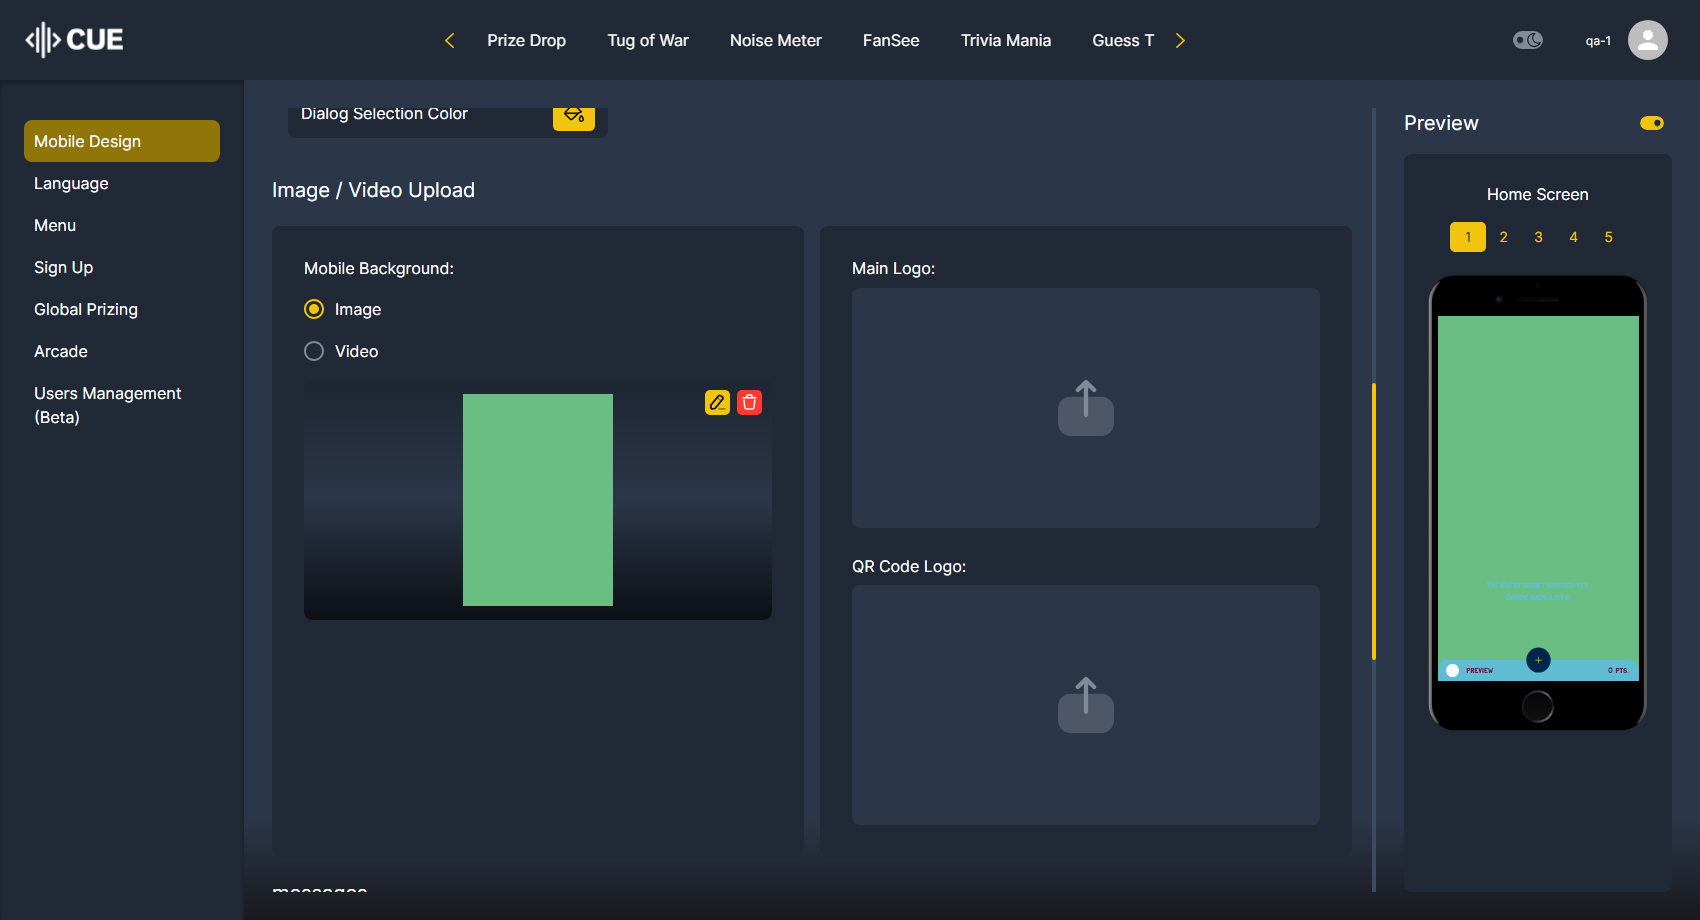 CUE
Prize Drop
Tug of War
Noise Meter
FanSee
Trivia Mania
Guess T
qa-1
Mobile Design
Language
Menu
Sign Up
Global Prizing
Arcade
Users Management
(Beta)
Dialog Selection Color
Image / Video Upload
Mobile Background:
Image
Video
Main Logo:
QR Code Logo:
messages
Preview
Home Screen
1 2 3 4 5
PREVIEW
0 PTS